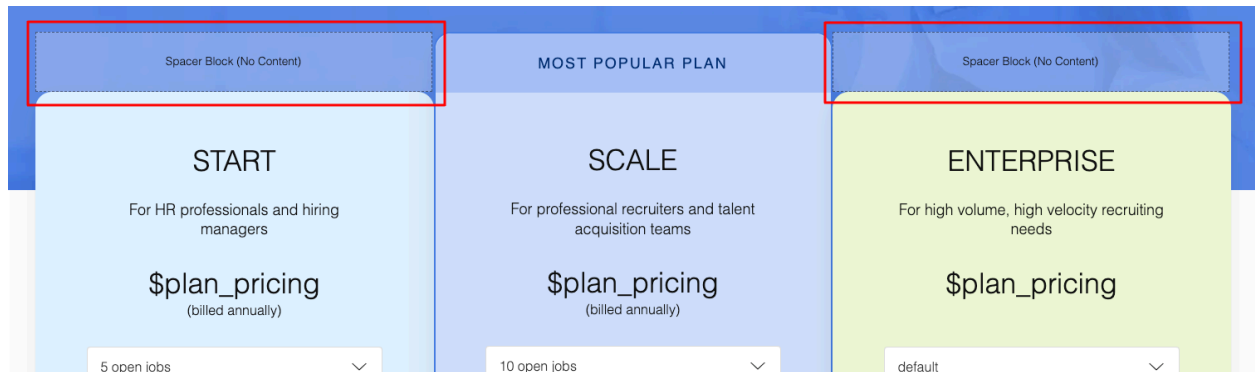 Spacer Block (No Content)
MOST POPULAR PLAN
Spacer Block (No Content)
START
For HR professionals and hiring
managers
$plan_pricing
(billed annually)
5 open jobs
SCALE
For professional recruiters and talent
acquisition teams
$plan_pricing
(billed annually)
10 open jobs
ENTERPRISE
For high volume, high velocity recruiting
needs
$plan_pricing
default